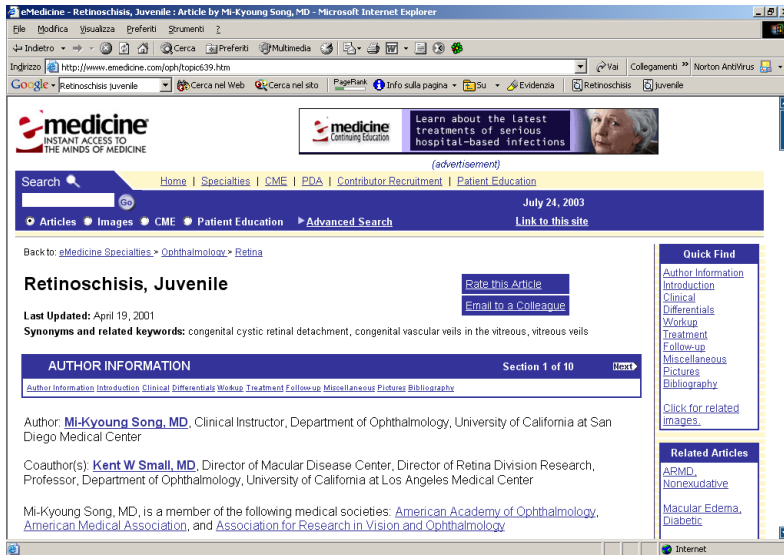 eMedicine - Retinoschisis, Juvenile : Article by Mi-Kyoung Song, MD - Microsoft Internet Explorer
File Modifica Visualizza Preferiti Strumenti ?
Indietro Cerca Preferiti Multimedia
Indirizzo http://www.emedicine.com/oph/topic639.htm Vai Collegamenti » Norton AntiVirus
Google Retinoschisis juvenile Cerca nel Web Cerca nel sito PageRank Info sulla pagina Su Evidenzia Retinoschisis juvenile
eMedicine
INSTANT ACCESS TO
THE MINDS OF MEDICINE
eMedicine
Continuing Education
Learn about the latest
treatments of serious
hospital-based infections
(advertisement)
Search Home | Specialties | CME | PDA | Contributor Recruitment | Patient Education
Go July 24, 2003
Articles Images CME Patient Education Advanced Search Link to this site
Back to: eMedicine Specialties > Ophthalmology > Retina
Retinoschisis, Juvenile
Rate this Article
Email to a Colleague
Last Updated: April 19, 2001
Synonyms and related keywords: congenital cystic retinal detachment, congenital vascular veils in the vitreous, vitreous veils
AUTHOR INFORMATION Section 1 of 10 Next
Author Information Introduction Clinical Differentials Workup Treatment Follow-up Miscellaneous Pictures Bibliography
Author: Mi-Kyoung Song, MD, Clinical Instructor, Department of Ophthalmology, University of California at San
Diego Medical Center
Coauthor(s): Kent W Small, MD, Director of Macular Disease Center, Director of Retina Division Research,
Professor, Department of Ophthalmology, University of California at Los Angeles Medical Center
Mi-Kyoung Song, MD, is a member of the following medical societies: American Academy of Ophthalmology,
American Medical Association, and Association for Research in Vision and Ophthalmology
Quick Find
Author Information
Introduction
Clinical
Differentials
Workup
Treatment
Follow-up
Miscellaneous
Pictures
Bibliography
Click for related
images.
Related Articles
ARMD,
Nonexudative
Macular Edema,
Diabetic
Internet